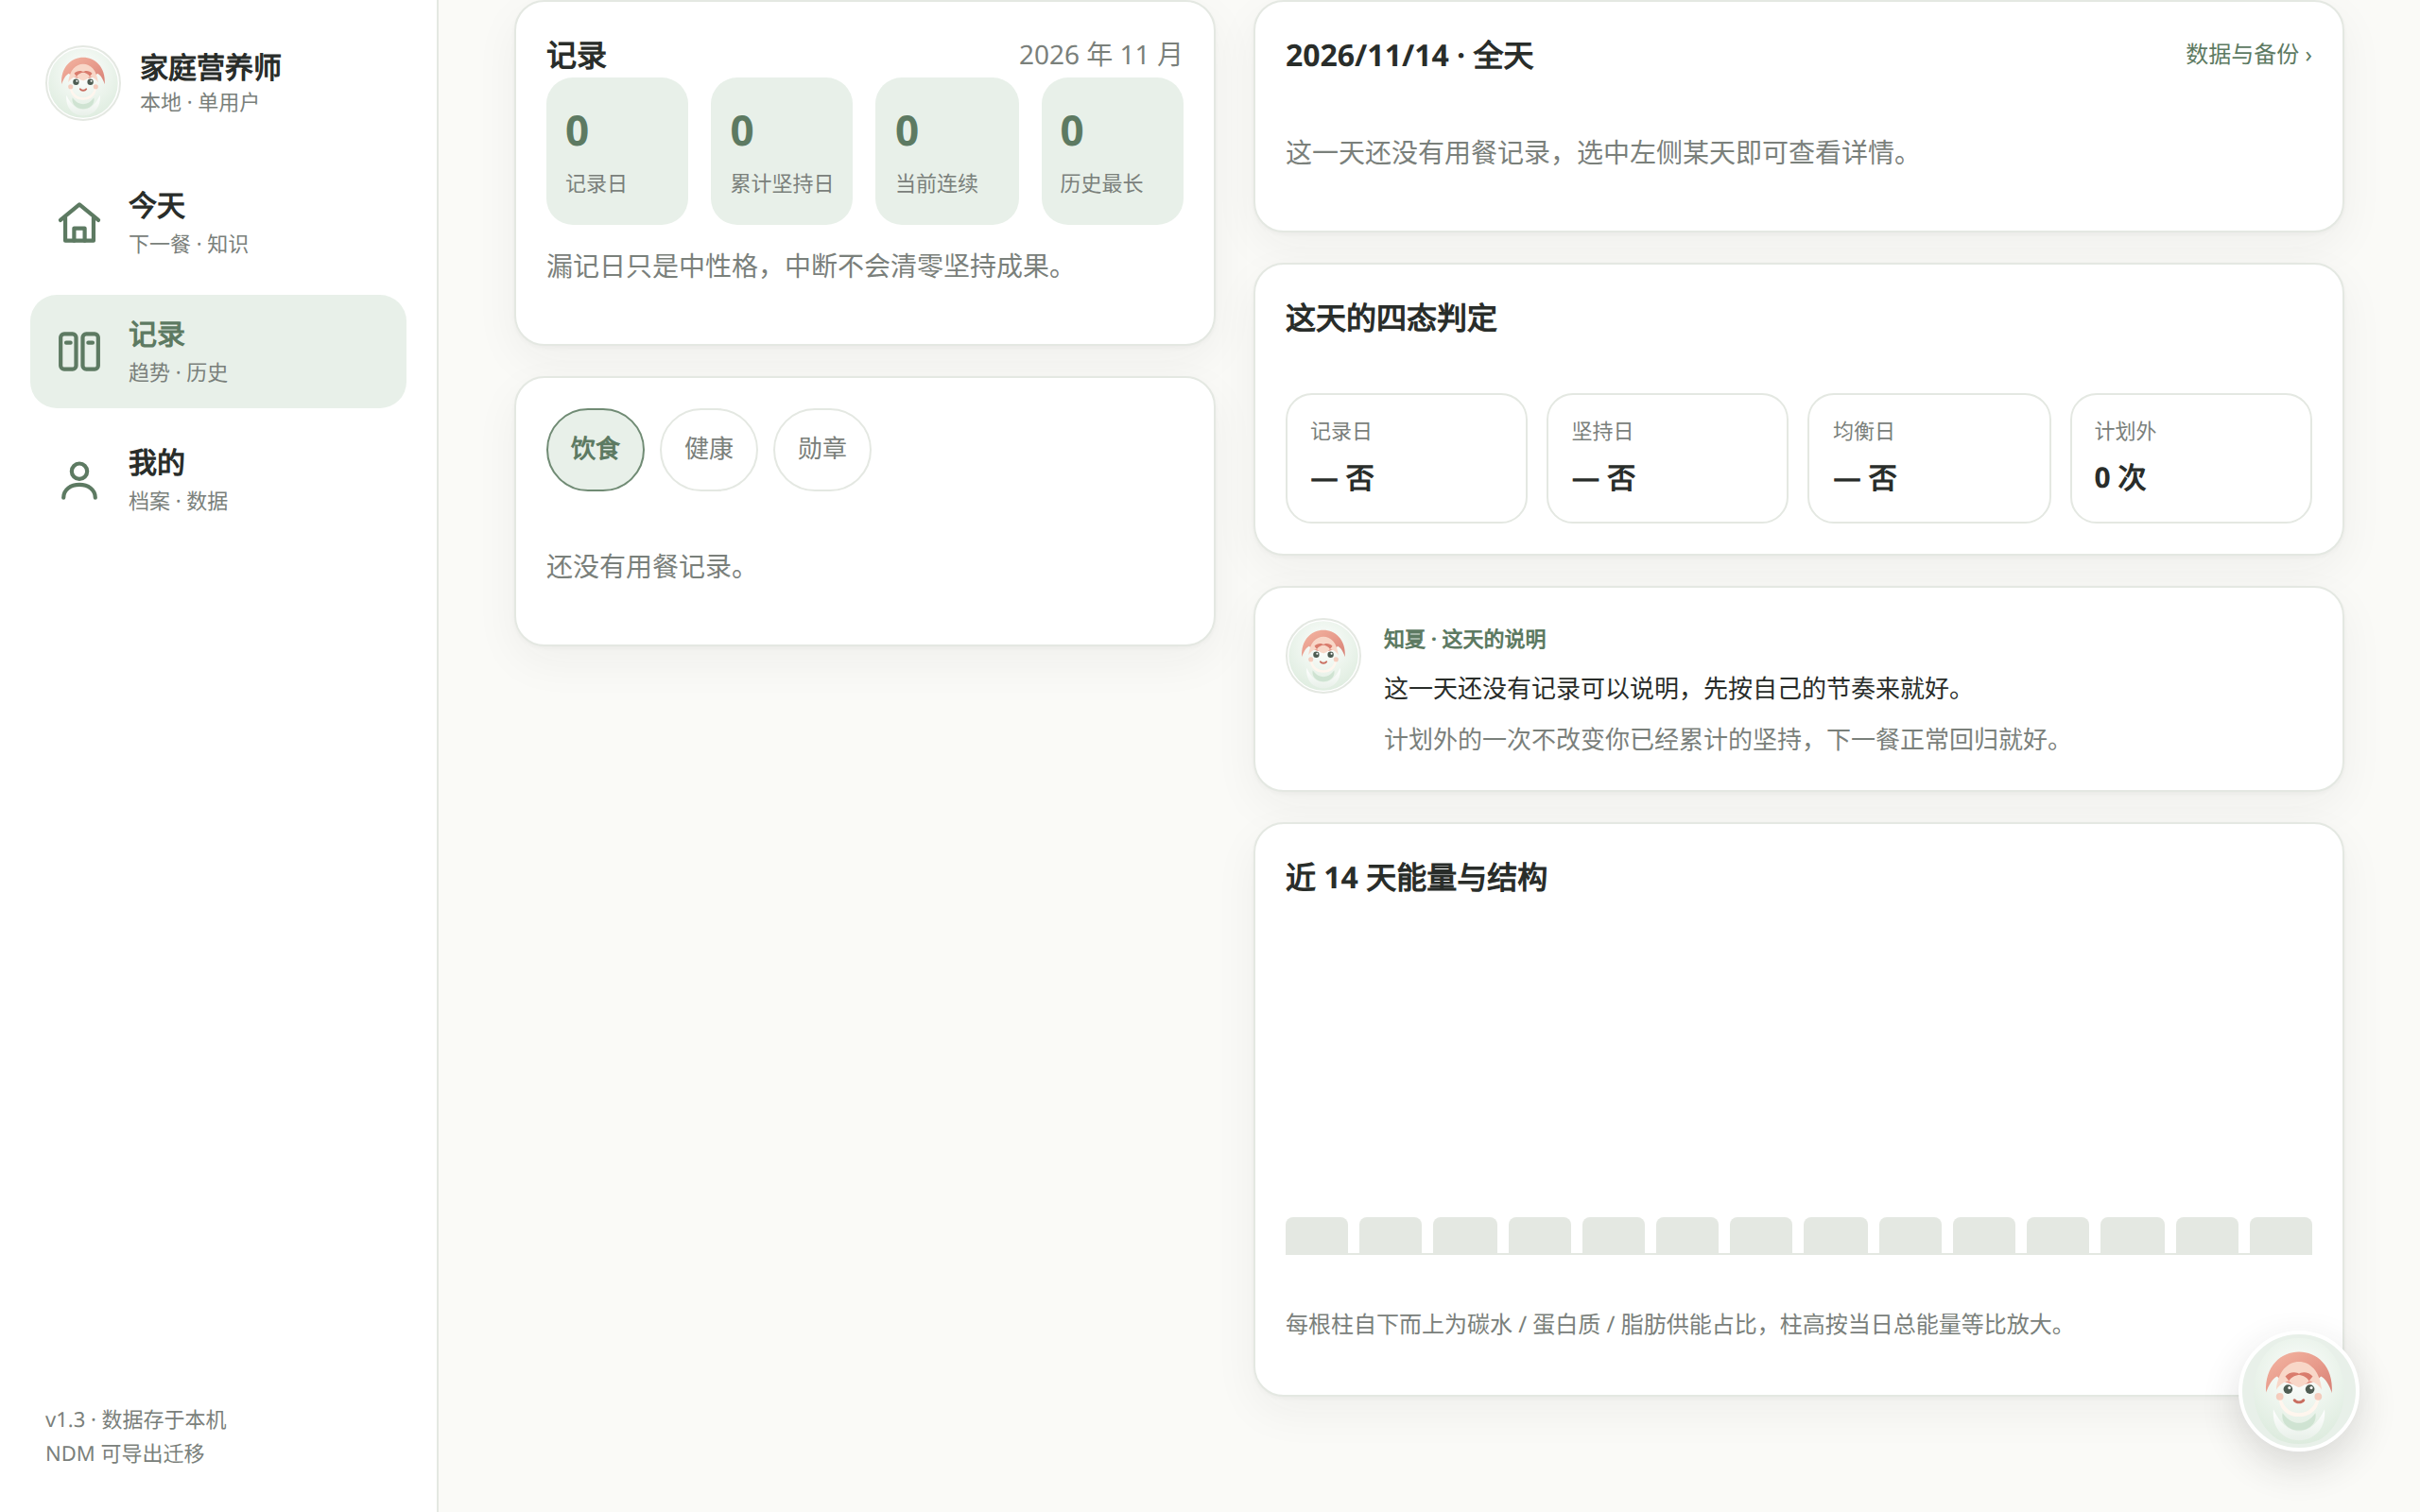 家庭营养师
本地 · 单用户
今天
下一餐 · 知识
记录
趋势 · 历史
我的
档案 · 数据
v1.3 · 数据存于本机
NDM 可导出迁移
记录
2026 年 11 月
0
记录日
0
累计坚持日
0
当前连续
0
历史最长
漏记日只是中性格，中断不会清零坚持成果。
饮食
健康
勋章
还没有用餐记录。
2026/11/14 · 全天
数据与备份 ›
这一天还没有用餐记录，选中左侧某天即可查看详情。
这天的四态判定
记录日
— 否
坚持日
— 否
均衡日
— 否
计划外
0 次
知夏 · 这天的说明
这一天还没有记录可以说明，先按自己的节奏来就好。
计划外的一次不改变你已经累计的坚持，下一餐正常回归就好。
近 14 天能量与结构
每根柱自下而上为碳水 / 蛋白质 / 脂肪供能占比，柱高按当日总能量等比放大。